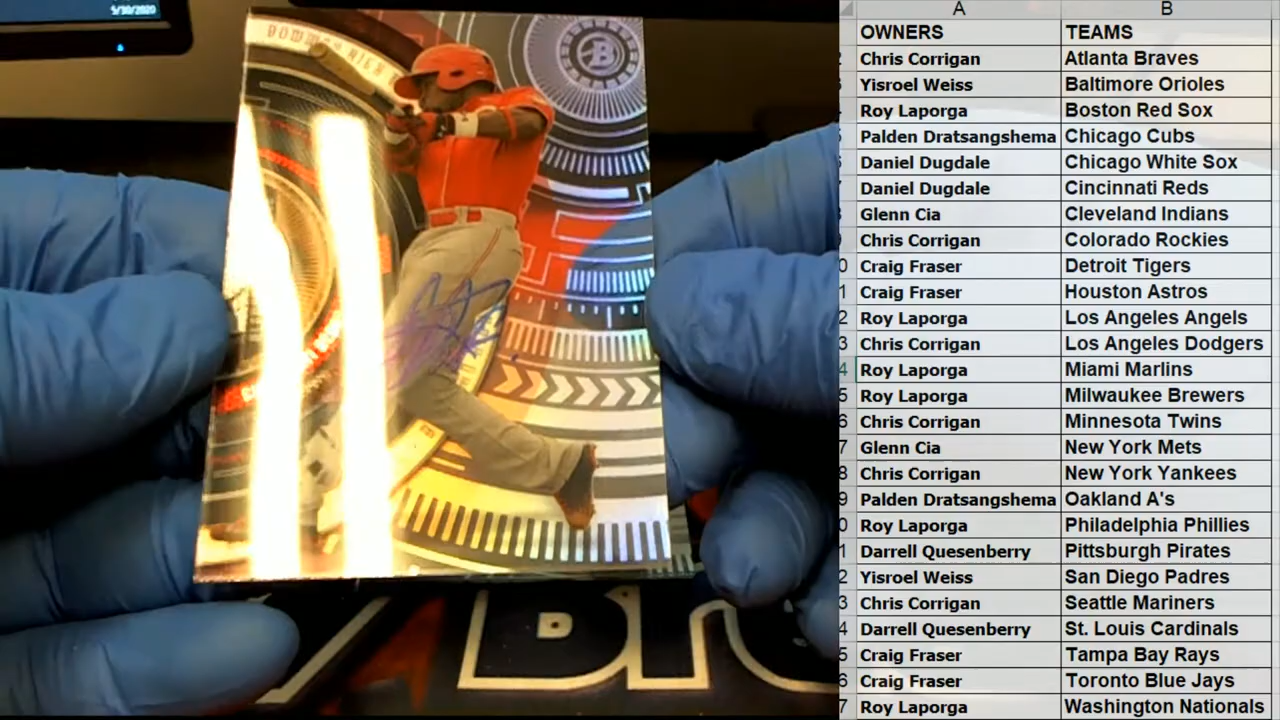 5/30/2020
BOWMAN HIGH
B
A B
OWNERS TEAMS
Chris Corrigan Atlanta Braves
Yisroel Weiss Baltimore Orioles
Roy Laporga Boston Red Sox
Palden Dratsangshema Chicago Cubs
Daniel Dugdale Chicago White Sox
Daniel Dugdale Cincinnati Reds
Glenn Cia Cleveland Indians
Chris Corrigan Colorado Rockies
Craig Fraser Detroit Tigers
Craig Fraser Houston Astros
Roy Laporga Los Angeles Angels
Chris Corrigan Los Angeles Dodgers
Roy Laporga Miami Marlins
Roy Laporga Milwaukee Brewers
Chris Corrigan Minnesota Twins
Glenn Cia New York Mets
Chris Corrigan New York Yankees
Palden Dratsangshema Oakland A's
Roy Laporga Philadelphia Phillies
Darrell Quesenberry Pittsburgh Pirates
Yisroel Weiss San Diego Padres
Chris Corrigan Seattle Mariners
Darrell Quesenberry St. Louis Cardinals
Craig Fraser Tampa Bay Rays
Craig Fraser Toronto Blue Jays
Roy Laporga Washington Nationals